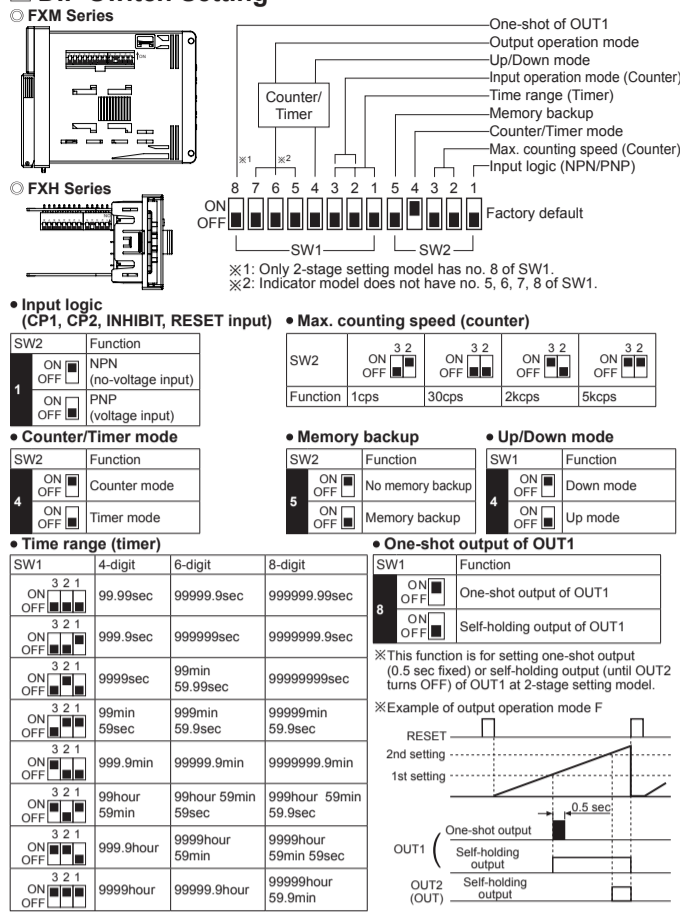 DIP Switch Setting
◎ FXM Series
ON
One-shot of OUT1
Output operation mode
Up/Down mode
Input operation mode (Counter)
Time range (Timer)
Memory backup
Counter/Timer mode
Max. counting speed (Counter)
Input logic (NPN/PNP)
Counter/
Timer
※1 ※2
◎ FXH Series
8 7 6 5 4 3 2 1 5 4 3 2 1
ON
OFF
Factory default
SW1 SW2
※1: Only 2-stage setting model has no. 8 of SW1.
※2: Indicator model does not have no. 5, 6, 7, 8 of SW1.
● Input logic
(CP1, CP2, INHIBIT, RESET input)
SW2 Function
1
ON
OFF
NPN
(no-voltage input)
ON
OFF
PNP
(voltage input)
● Max. counting speed (counter)
SW2
3 2
ON
OFF
3 2
ON
OFF
3 2
ON
OFF
3 2
ON
OFF
Function 1cps 30cps 2kcps 5kcps
● Counter/Timer mode
SW2 Function
4
ON
OFF
Counter mode
ON
OFF
Timer mode
● Memory backup
SW2 Function
5
ON
OFF
No memory backup
ON
OFF
Memory backup
● Up/Down mode
SW1 Function
4
ON
OFF
Down mode
ON
OFF
Up mode
● Time range (timer)
SW1 4-digit 6-digit 8-digit
3 2 1
ON
OFF
99.99sec 99999.9sec 999999.99sec
3 2 1
ON
OFF
999.9sec 999999sec 9999999.9sec
3 2 1
ON
OFF
9999sec
99min
59.99sec
99999999sec
3 2 1
ON
OFF
99min
59sec
999min
59.9sec
99999min
59.9sec
3 2 1
ON
OFF
999.9min 99999.9min 9999999.9min
3 2 1
ON
OFF
99hour
59min
99hour 59min
59sec
999hour 59min
59.9sec
3 2 1
ON
OFF
999.9hour
9999hour
59min
9999hour
59min 59sec
3 2 1
ON
OFF
9999hour 99999.9hour
99999hour
59.9min
● One-shot output of OUT1
SW1 Function
8
ON
OFF
One-shot output of OUT1
ON
OFF
Self-holding output of OUT1
※This function is for setting one-shot output
(0.5 sec fixed) or self-holding output (until OUT2
turns OFF) of OUT1 at 2-stage setting model.
※Example of output operation mode F
RESET
2nd setting
1st setting
0.5 sec
OUT1
One-shot output
Self-holding
output
OUT2
(OUT)
Self-holding
output